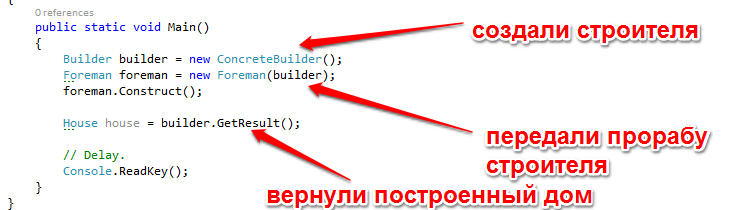 {
0 references
public static void Main()
{
Builder builder = new ConcreteBuilder();
Foreman foreman = new Foreman(builder);
foreman.Construct();
House house = builder.GetResult();
// Delay.
Console.ReadKey();
}
}
создали строителя
передали прорабу
строителя
вернули построенный дом